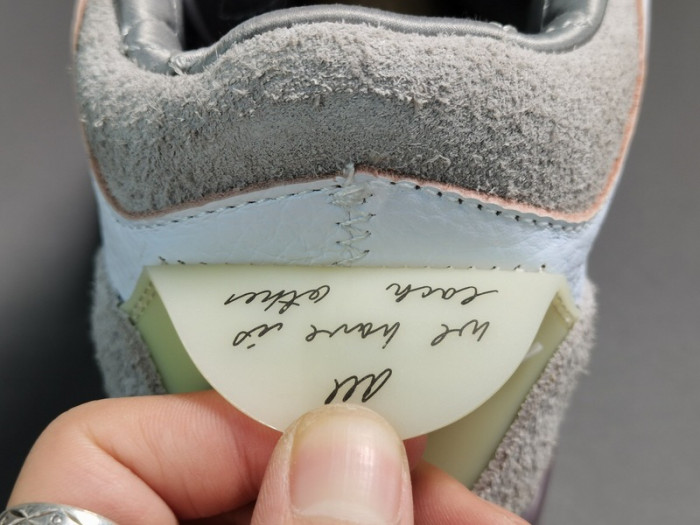 all
we have is
each other